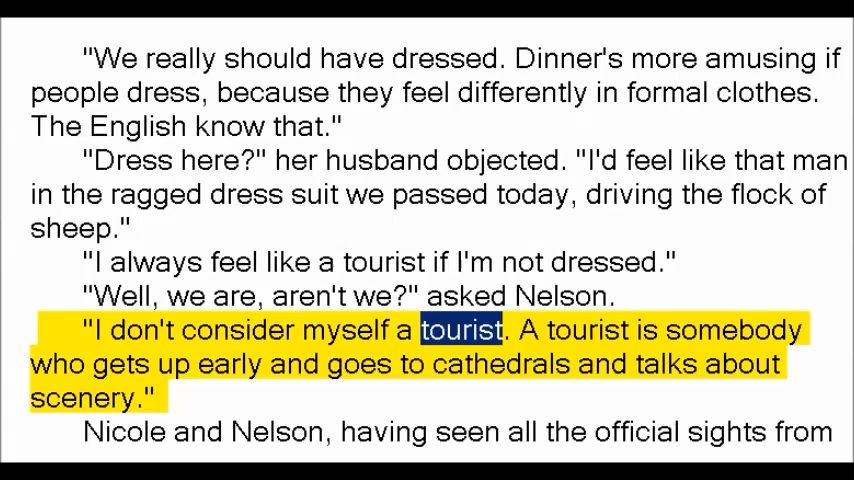 "We really should have dressed. Dinner's more amusing if
people dress, because they feel differently in formal clothes.
The English know that."
"Dress here?" her husband objected. "I'd feel like that man
in the ragged dress suit we passed today, driving the flock of
sheep."
"I always feel like a tourist if I'm not dressed."
"Well, we are, aren't we?" asked Nelson.
"I don't consider myself a tourist. A tourist is somebody
who gets up early and goes to cathedrals and talks about
scenery."
Nicole and Nelson, having seen all the official sights from